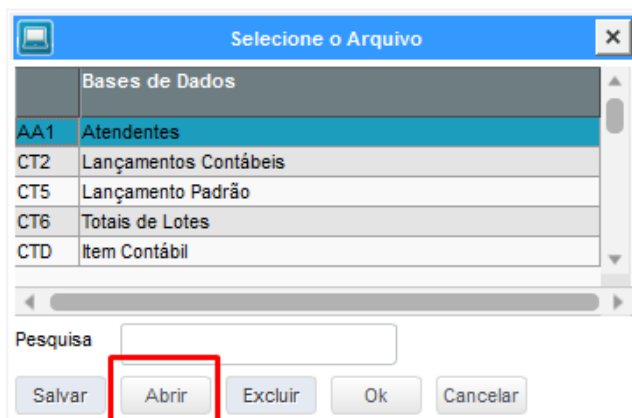 Selecione o Arquivo
Bases de Dados
AA1 Atendentes
CT2 Lançamentos Contábeis
CT5 Lançamento Padrão
CT6 Totais de Lotes
CTD Item Contábil
Pesquisa
Salvar Abrir Excluir Ok Cancelar